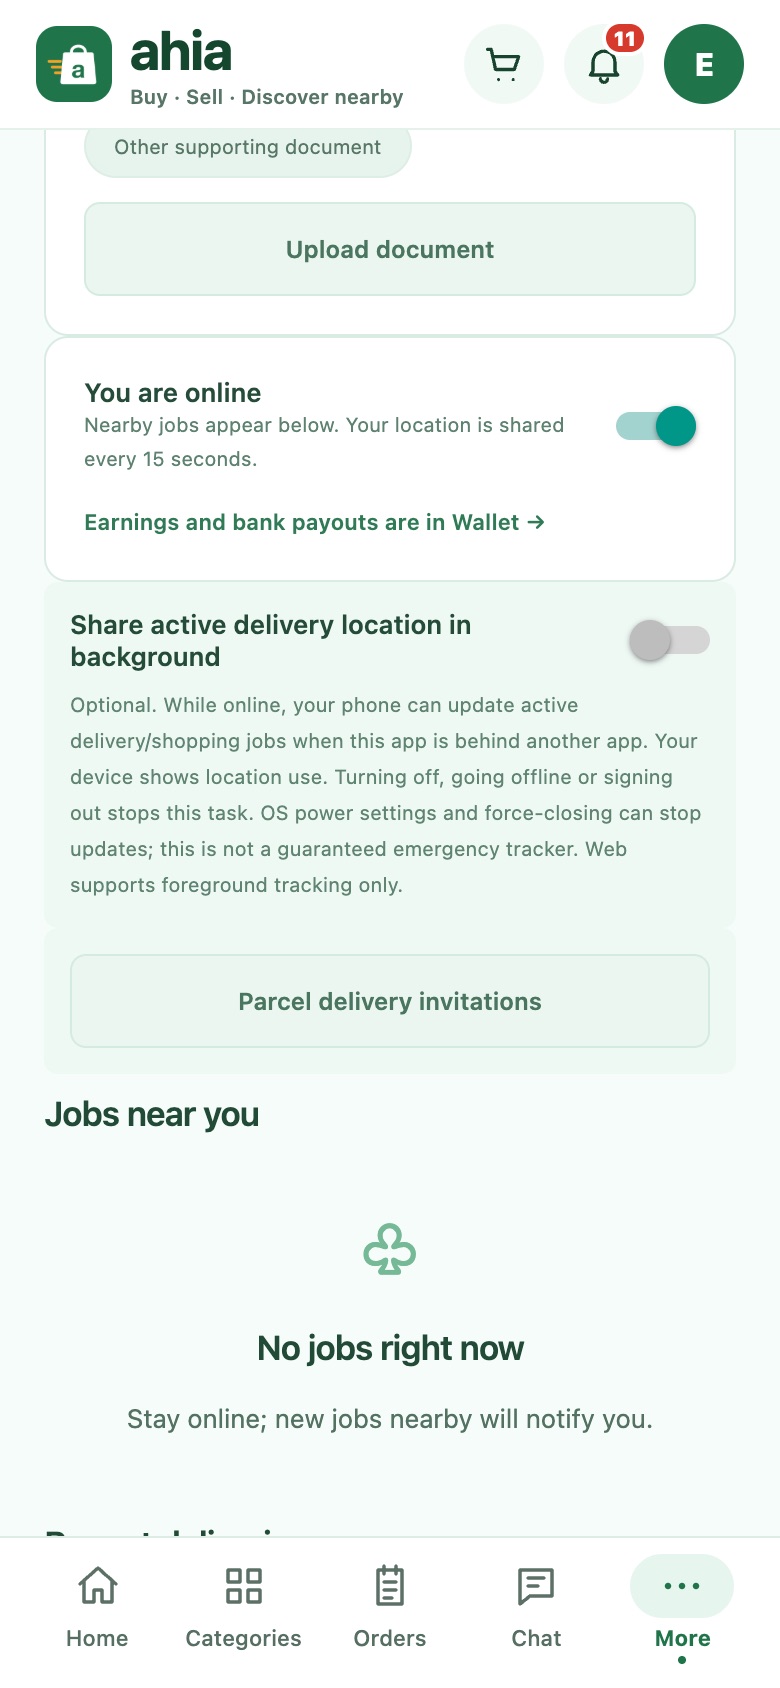 ahia
Buy · Sell · Discover nearby
a
11
E
Other supporting document
Upload document
You are online
Nearby jobs appear below. Your location is shared
every 15 seconds.
Earnings and bank payouts are in Wallet →
Share active delivery location in
background
Optional. While online, your phone can update active
delivery/shopping jobs when this app is behind another app. Your
device shows location use. Turning off, going offline or signing
out stops this task. OS power settings and force-closing can stop
updates; this is not a guaranteed emergency tracker. Web
supports foreground tracking only.
Parcel delivery invitations
Jobs near you
No jobs right now
Stay online; new jobs nearby will notify you.
Home
Categories
Orders
Chat
More